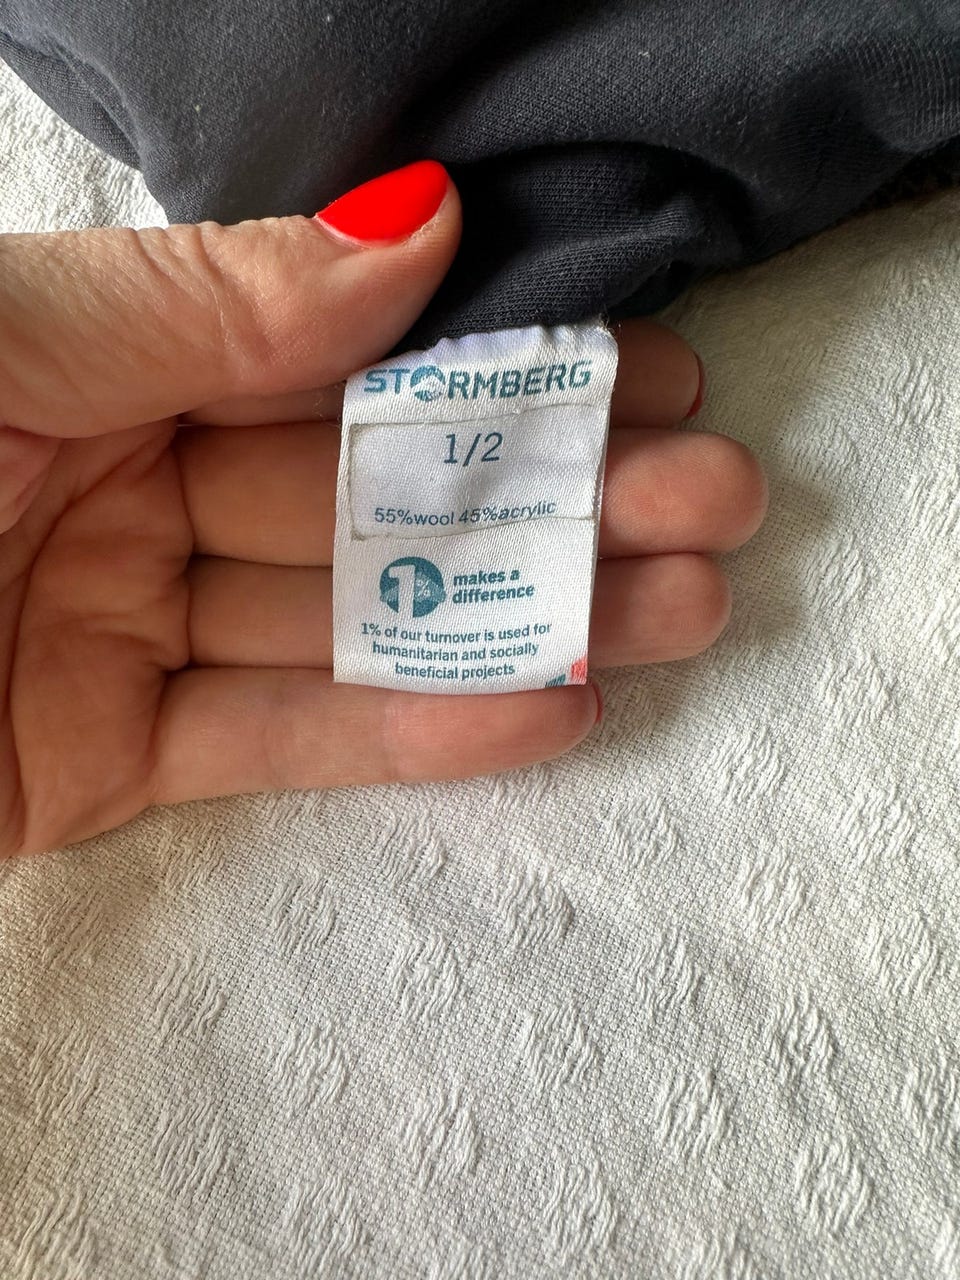 STORMBERG
1/2
55%wool 45%acrylic
1%
makes a
difference
1% of our turnover is used for
humanitarian and socially
beneficial projects